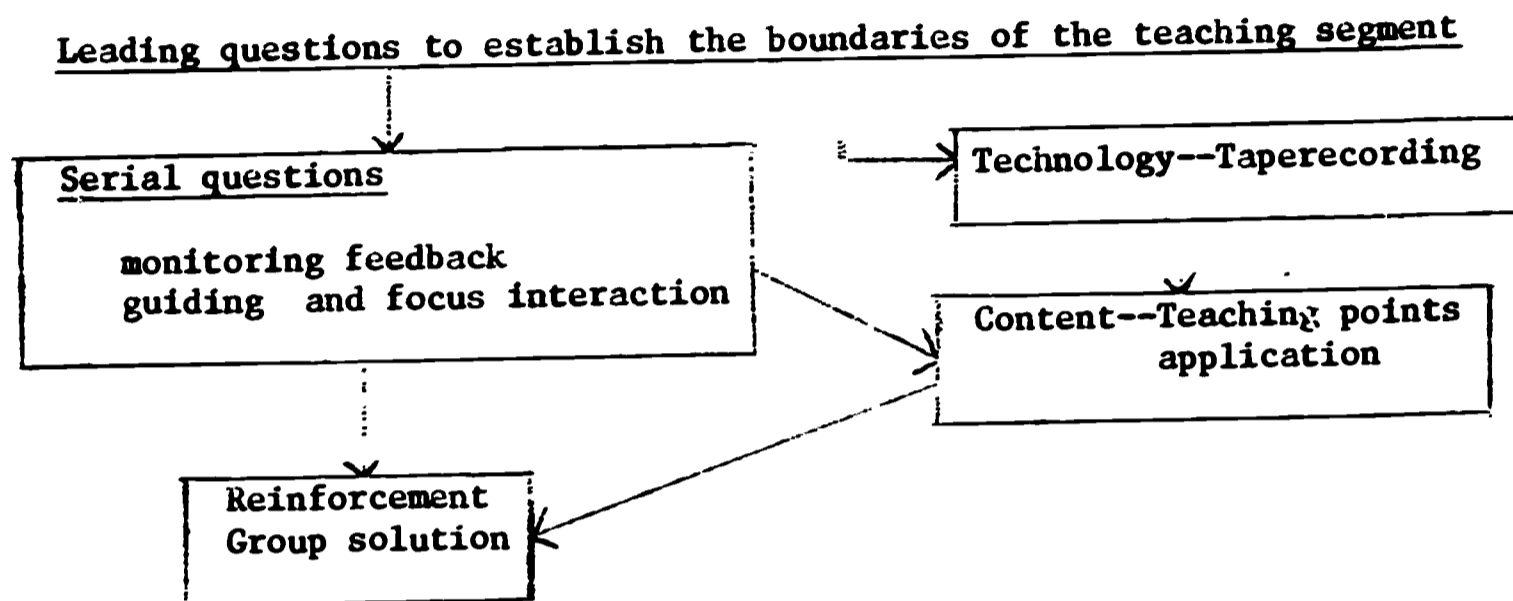 Leading questions to establish the boundaries of the teaching segment
Serial questions
monitoring feedback
guiding and focus interaction
Technology--Taperecording
Content--Teaching points
application
Reinforcement
Group solution